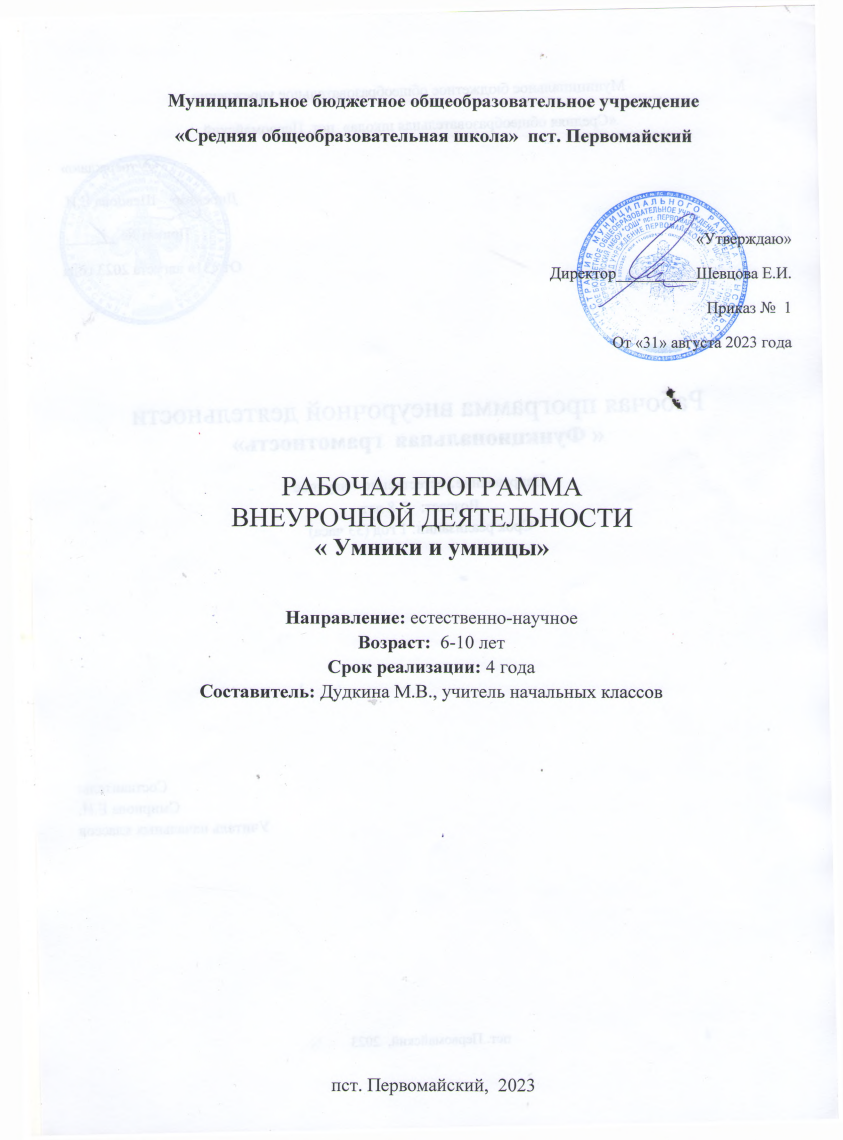 Муниципальное бюджетное общеобразовательное учреждение
«Средняя общеобразовательная школа» пст. Первомайский
«Утверждаю»
Директор__________Шевцова Е.И.
Приказ № 1
От «31» августа 2023 года
РАБОЧАЯ ПРОГРАММА
ВНЕУРОЧНОЙ ДЕЯТЕЛЬНОСТИ
« Умники и умницы»
Направление: естественно-научное
Возраст: 6-10 лет
Срок реализации: 4 года
Составитель: Дудкина М.В., учитель начальных классов
пст. Первомайский, 2023